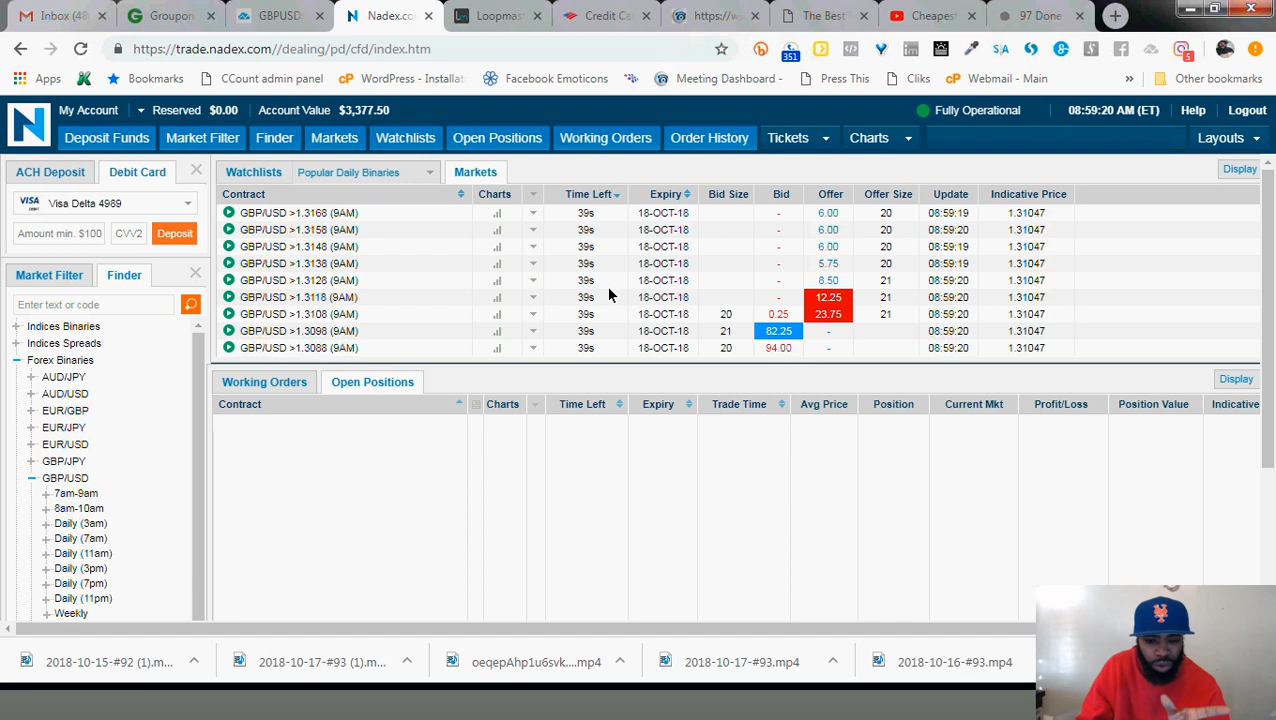 Inbox (48 Groupon GBPUSD Nadex.co Loopmas Credit Ca https://w The Best Cheapest 97 Done
https://trade.nadex.com//dealing/pd/cfd/index.htm 351 5
Apps Bookmarks CCount admin panel WordPress - Installat Facebook Emoticons Meeting Dashboard - Press This Cliks Webmail - Main » Other bookmarks
My Account Reserved $0.00 Account Value $3,377.50 Fully Operational 08:59:20 AM (ET) Help Logout
N Deposit Funds Market Filter Finder Markets Watchlists Open Positions Working Orders Order History Tickets Charts Layouts
ACH Deposit Debit Card
VISA DEBIT Visa Delta 4989
Amount min. $100 CVV2 Deposit
Market Filter Finder
Enter text or code
Indices Binaries
Indices Spreads
Forex Binaries
AUD/JPY
AUD/USD
EUR/GBP
EUR/JPY
EUR/USD
GBP/JPY
GBP/USD
7am-9am
8am-10am
Daily (3am)
Daily (7am)
Daily (11am)
Daily (3pm)
Daily (7pm)
Daily (11pm)
Weekly
Watchlists Popular Daily Binaries Markets Display
Contract Charts Time Left Expiry Bid Size Bid Offer Offer Size Update Indicative Price
GBP/USD >1.3168 (9AM) 39s 18-OCT-18 - 6.00 20 08:59:19 1.31047
GBP/USD >1.3158 (9AM) 39s 18-OCT-18 - 6.00 20 08:59:20 1.31047
GBP/USD >1.3148 (9AM) 39s 18-OCT-18 - 6.00 20 08:59:20 1.31047
GBP/USD >1.3138 (9AM) 39s 18-OCT-18 - 5.75 20 08:59:19 1.31047
GBP/USD >1.3128 (9AM) 39s 18-OCT-18 - 8.50 21 08:59:20 1.31047
GBP/USD >1.3118 (9AM) 39s 18-OCT-18 - 12.25 21 08:59:20 1.31047
GBP/USD >1.3108 (9AM) 39s 18-OCT-18 20 0.25 23.75 21 08:59:20 1.31047
GBP/USD >1.3098 (9AM) 39s 18-OCT-18 21 82.25 - 08:59:20 1.31047
GBP/USD >1.3088 (9AM) 39s 18-OCT-18 20 94.00 - 08:59:20 1.31047
Working Orders Open Positions Display
Contract Charts Time Left Expiry Trade Time Avg Price Position Current Mkt Profit/Loss Position Value Indicative
2018-10-15-#92 (1).m... 2018-10-17-#93 (1).m... oeqepAhp1u6svk....mp4 2018-10-17-#93.mp4 2018-10-16-#93.mp4